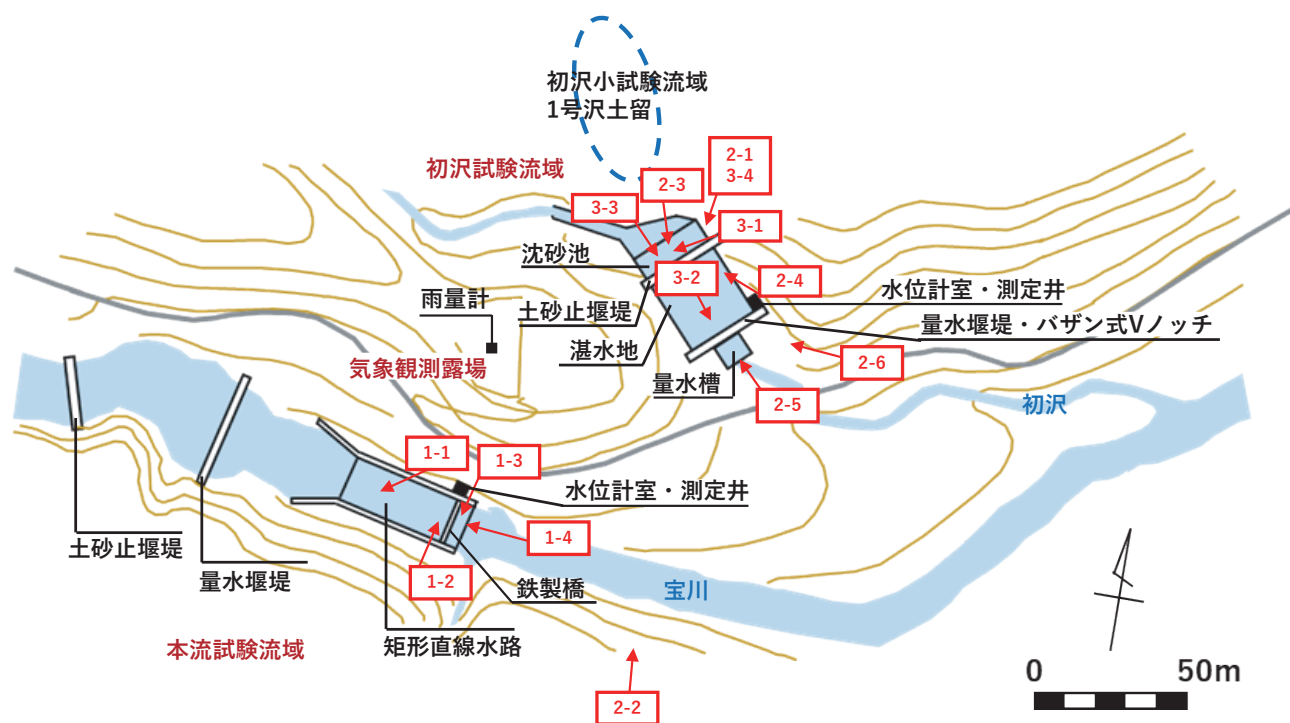 初沢小試験流域
1号沢土留
初沢試験流域
2-1
3-4
2-3
3-3
3-1
沈砂池
3-2
2-4
水位計室・測定井
雨量計
土砂止堰堤
量水堰堤・バザン式Vノッチ
湛水地
気象観測露場
2-6
量水槽
2-5
初沢
1-1
1-3
水位計室・測定井
土砂止堰堤
1-4
量水堰堤
1-2
鉄製橋
宝川
本流試験流域
矩形直線水路
0
50m
2-2